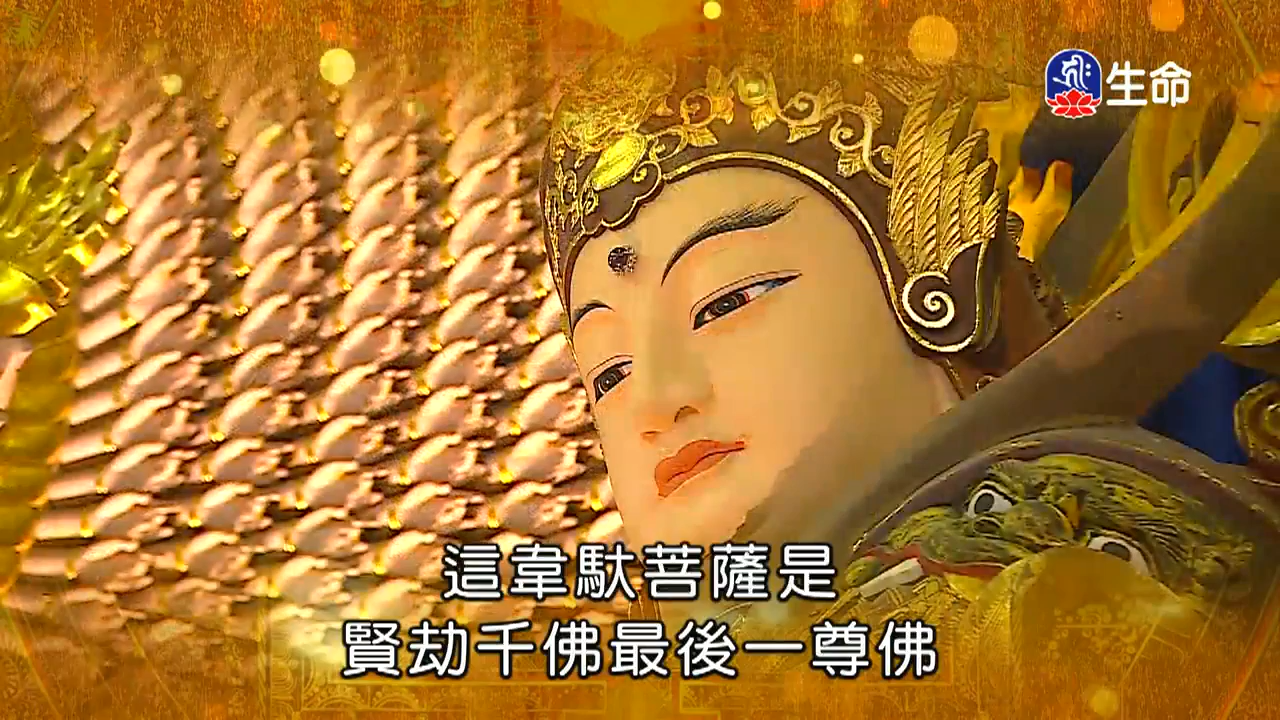 生命
這韋馱菩薩是
賢劫千佛最後一尊佛